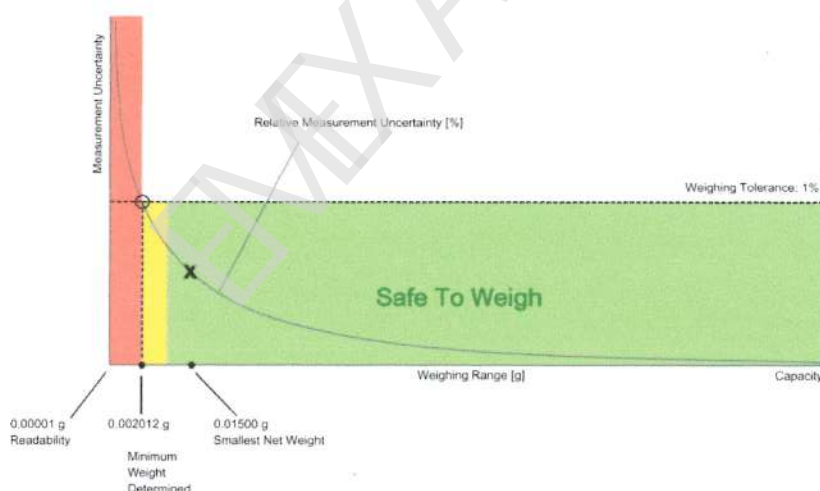 Measurement Uncertainty
Relative Measurement Uncertainty [%]
Weighing Tolerance: 1%
X
Safe To Weigh
Weighing Range [g]
Capacity
0.00001 g
Readability
0.002012 g
Minimum
Weight
Determined
0.01500 g
Smallest Net Weight